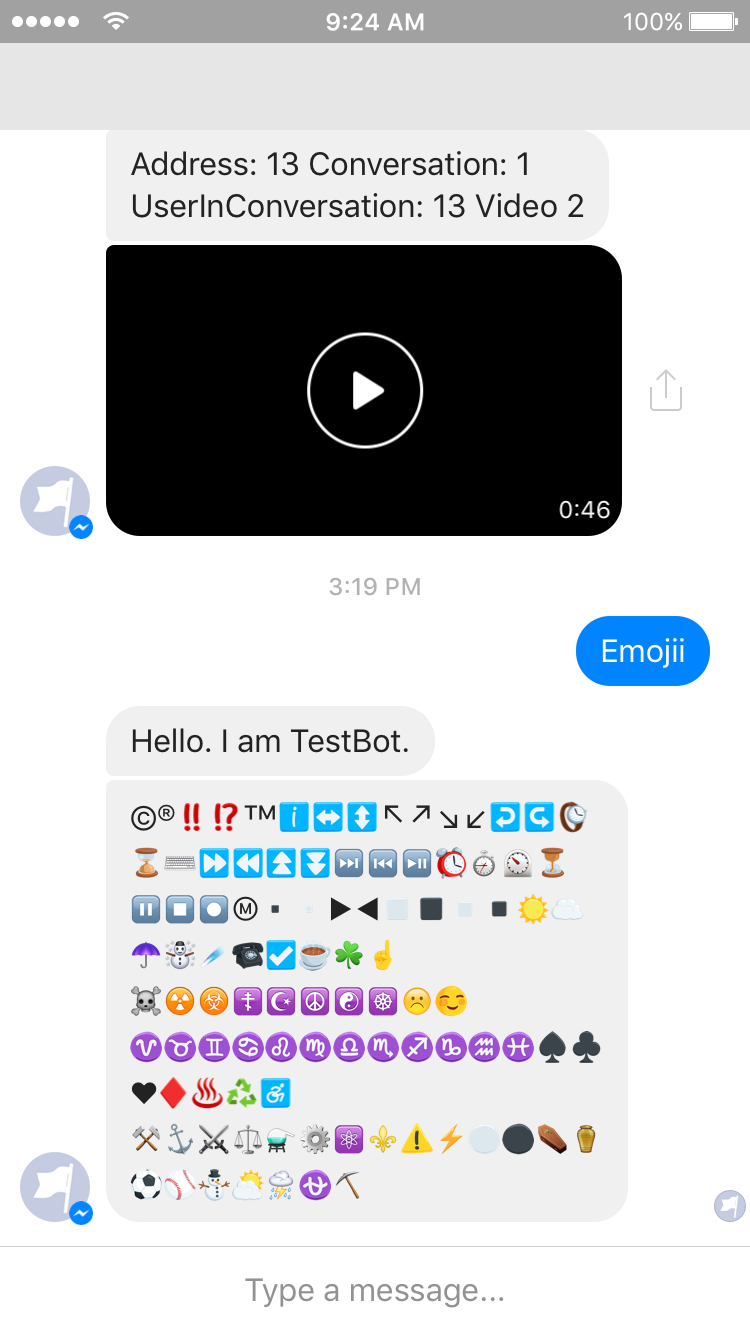 9:24 AM 100%
Address: 13 Conversation: 1
UserInConversation: 13 Video 2
0:46
3:19 PM
Emojii
Hello. I am TestBot.
©®‼️⁉️™ℹ️↔️↕️↖↗↘↙↩️↪️⌚
⌛⌨️⏩⏪⏫⏬⏭️⏮️⏯️⏰⏱️⏲️⏳
⏸️⏹️⏺️Ⓜ▪▫▶◀◻️◼️◽◾☀️☁️
☂️☃️☄️☎️☑️☕☘️☝️
☠️☢️☣️☦️☪️☮️☯️☸️☹️☺️
♈♉♊♋♌♍♎♏♐♑♒♓♠♣
♥♦️♨️♻️♿
⚒️⚓⚔️⚖️⚗️⚙️⚛️⚜️⚠️⚡⚪⚫⚰️⚱️
⚽⚾⛄⛅⛈️⛎⛏️
Type a message...